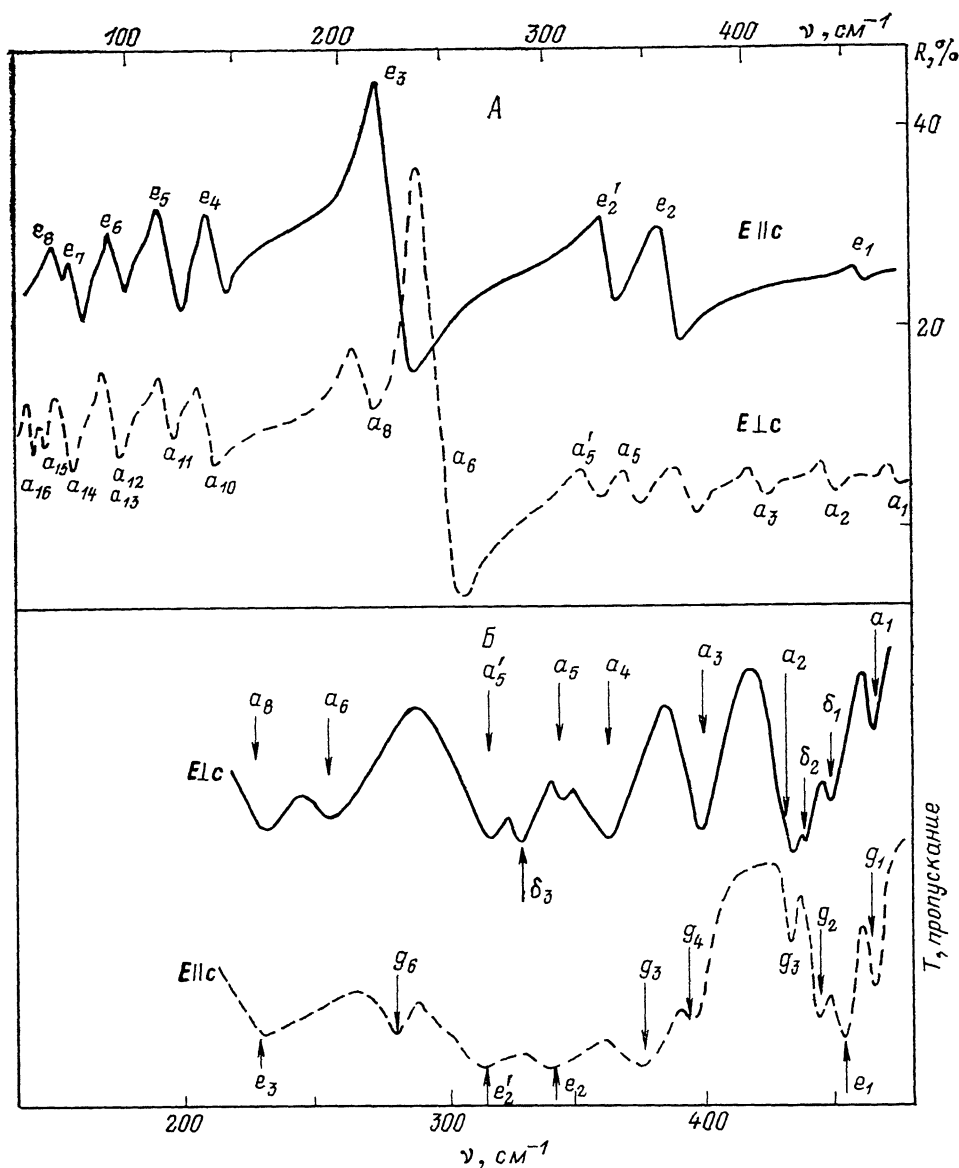 100 200 300 400 ν, см⁻¹
R, %
e₃
A
40
e₈ e₇ e₆ e₅ e₄ e₂' e₂ E||c e₁
20
E⊥c
a₁₆ a₁₅ a₁₄ a₁₂ a₁₃ a₁₁ a₁₀ a₈ a₆ a₅' a₅ a₃ a₂ a₁
Б
a₈ a₆ a₅' a₅ a₄ a₃ a₂ δ₂ δ₁ a₁
E⊥c
δ₃
T, пропускание
E||c
g₆ g₃ g₄ g₃ g₂ g₁
e₃ e₂' e₂ e₁
200 300 400
ν, см⁻¹